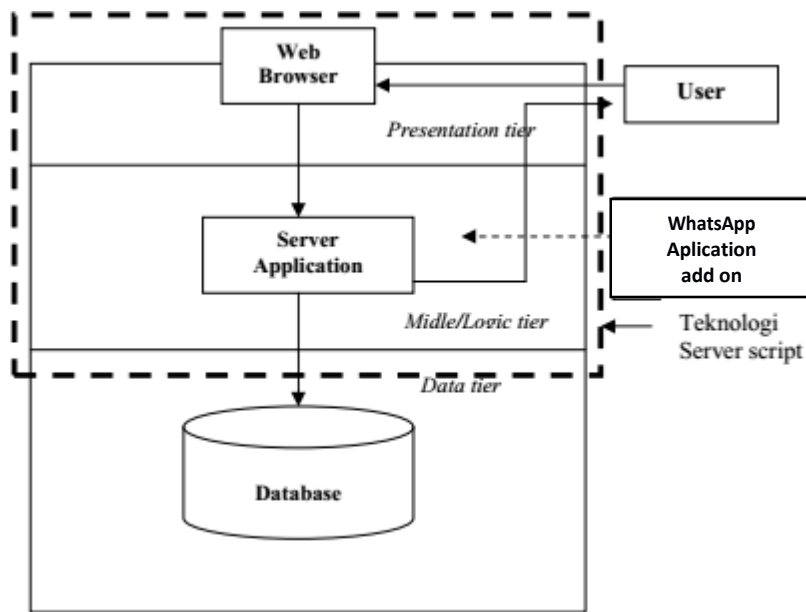 Web
Browser
User
Presentation tier
Server
Application
WhatsApp
Aplication
add on
Midle/Logic tier
Teknologi
Server script
Data tier
Database